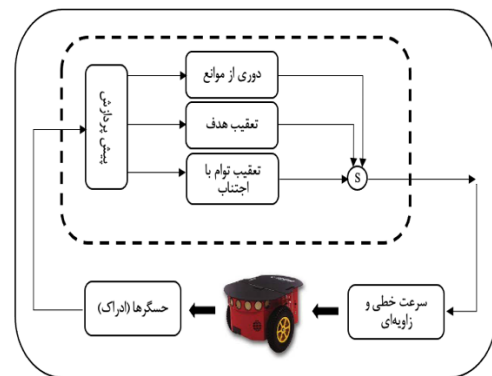 دوری از موانع
پیش پردازش
تعقیب هدف
تعقیب توام با
اجتناب
S
حسگرها (ادراک)
سرعت خطی و
زاویه‌ای